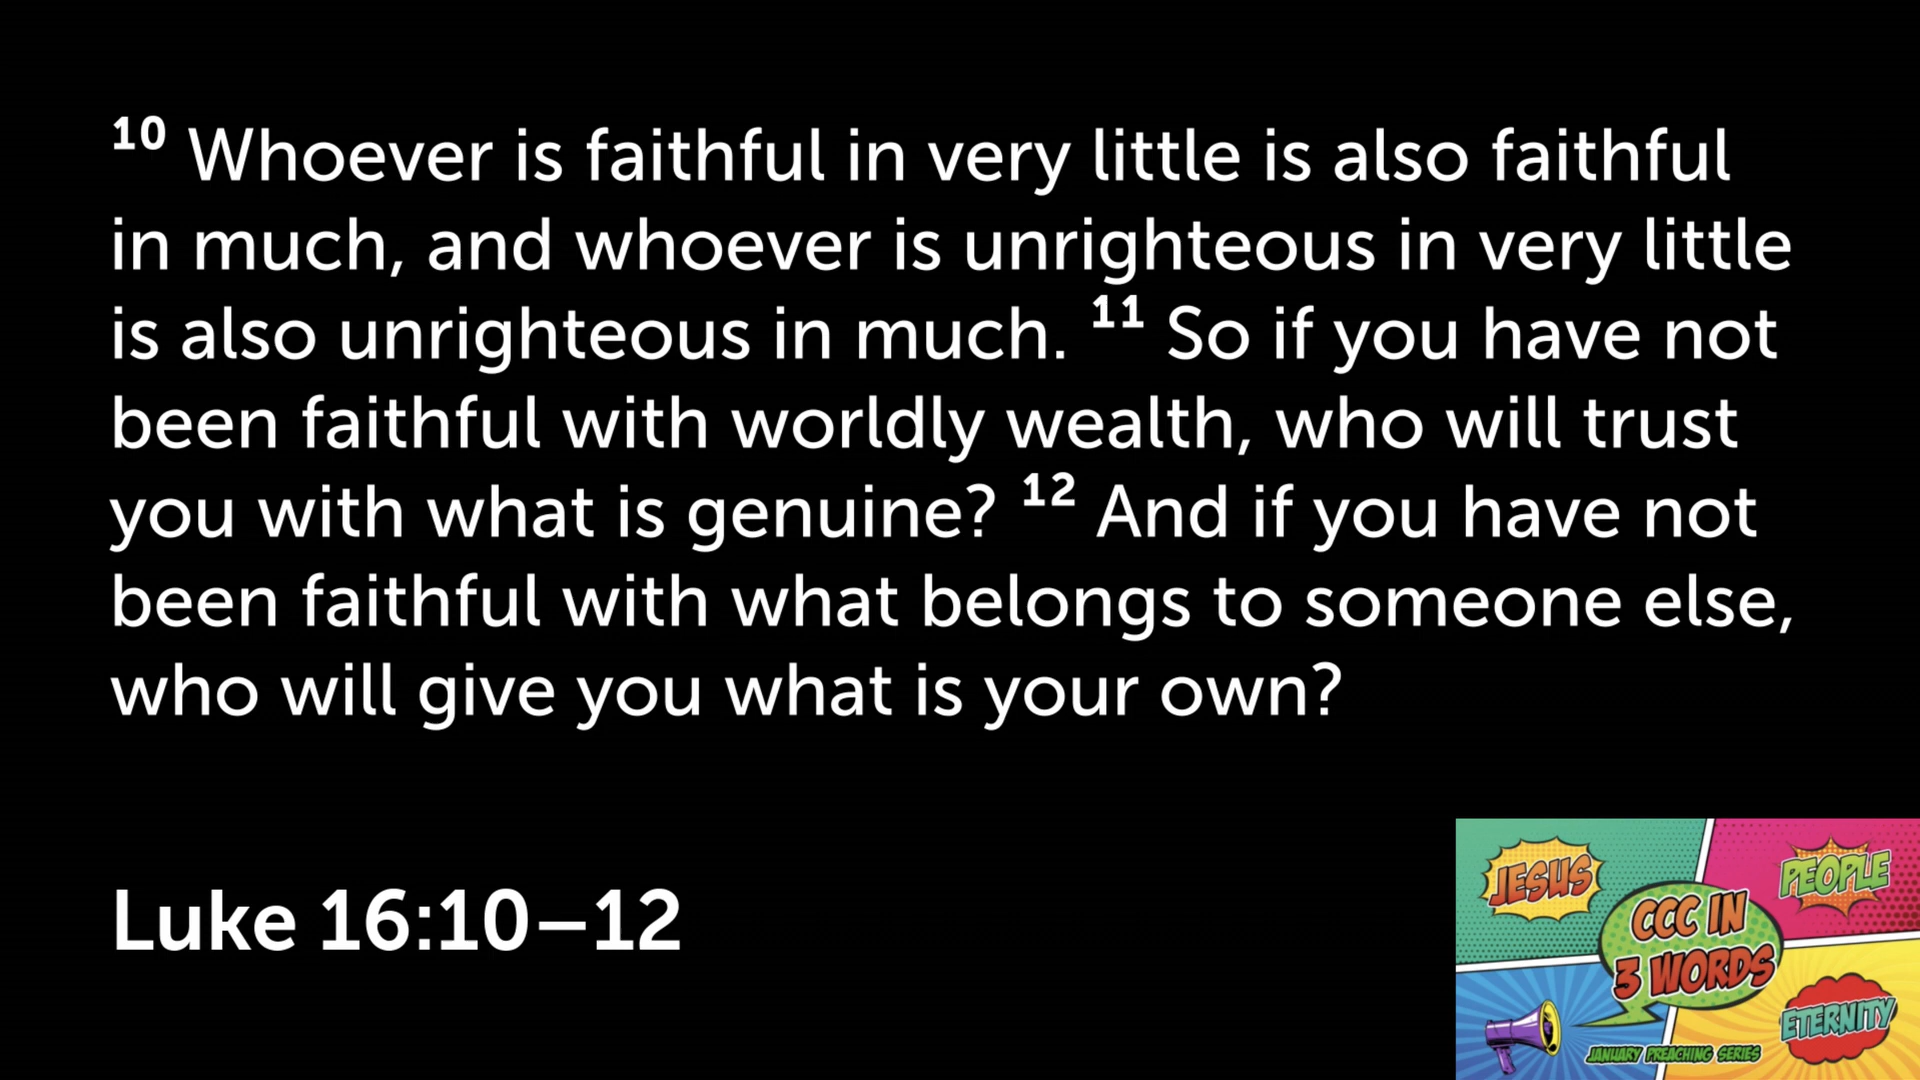 10 Whoever is faithful in very little is also faithful
in much, and whoever is unrighteous in very little
is also unrighteous in much. 11 So if you have not
been faithful with worldly wealth, who will trust
you with what is genuine? 12 And if you have not
been faithful with what belongs to someone else,
who will give you what is your own?
Luke 16:10–12
JESUS
PEOPLE
CCC IN
3 WORDS
ETERNITY
JANUARY PREACHING SERIES